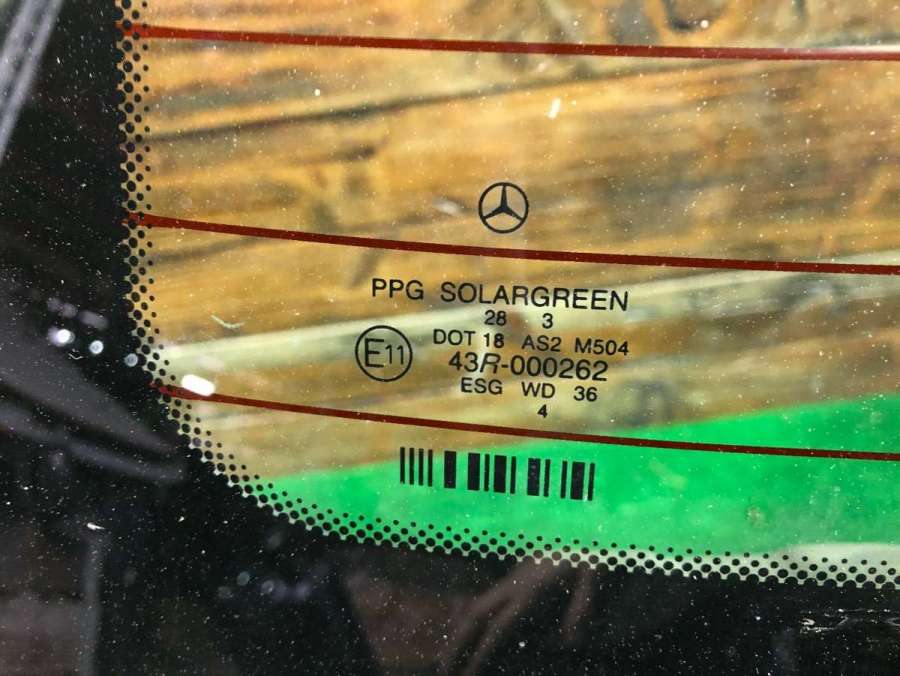 PPG SOLARGREEN
28 3
DOT 18 AS2 M504
E11 43R-000262
ESG WD 36
4